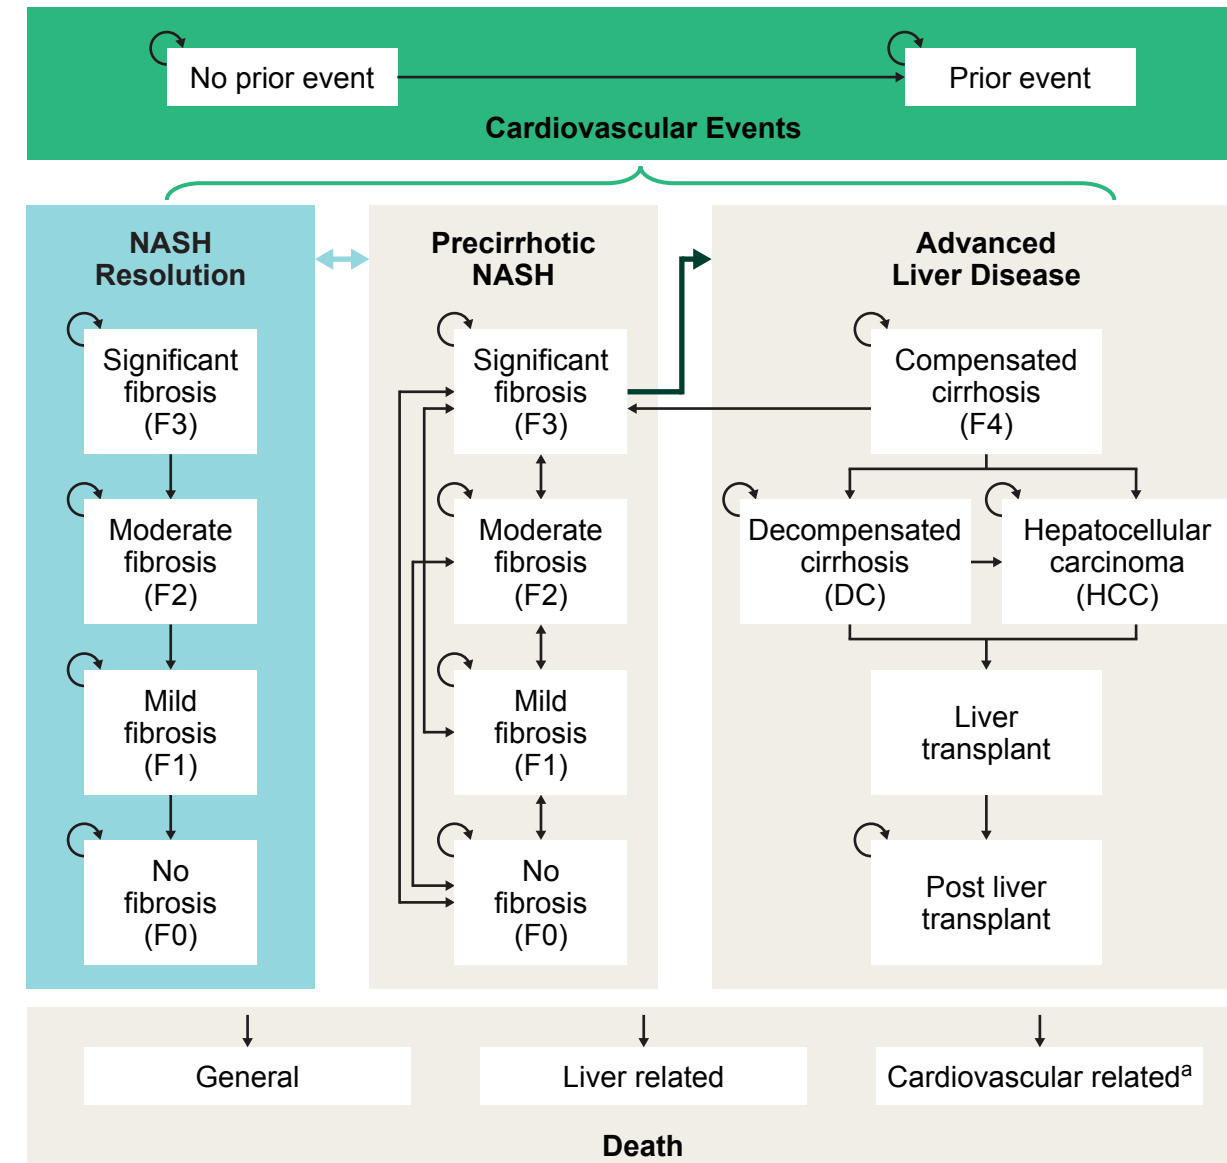 No prior event
Prior event
Cardiovascular Events
NASH
Resolution
Significant
fibrosis
(F3)
Moderate
fibrosis
(F2)
Mild
fibrosis
(F1)
No
fibrosis
(F0)
Precirrhotic
NASH
Significant
fibrosis
(F3)
Moderate
fibrosis
(F2)
Mild
fibrosis
(F1)
No
fibrosis
(F0)
Advanced
Liver Disease
Compensated
cirrhosis
(F4)
Decompensated
cirrhosis
(DC)
Hepatocellular
carcinoma
(HCC)
Liver
transplant
Post liver
transplant
General
Liver related
Cardiovascular relatedᵃ
Death